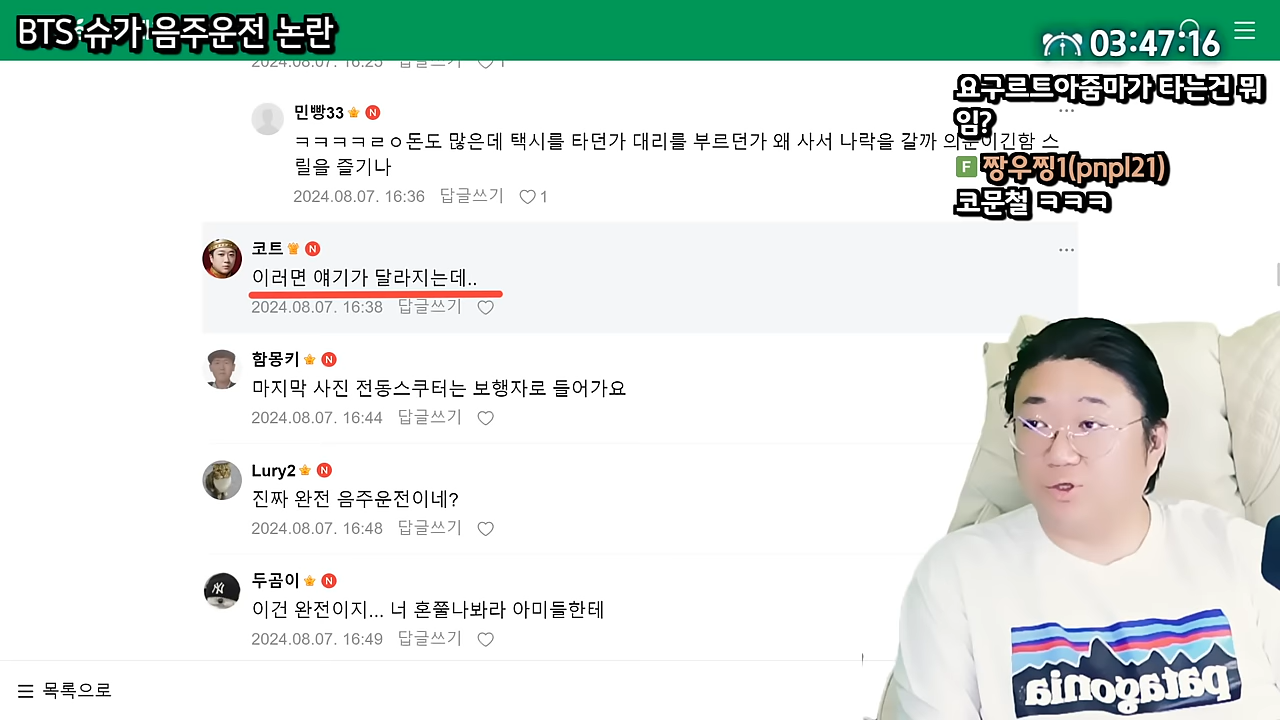 BTS 슈가 음주운전 논란
03:47:16
2024.08.07. 16:25 답글쓰기 1
요구르트아줌마가 타는건 뭐
임?
F 짱우찡1(pnpl21)
코문철 ㅋㅋㅋ
민빵33 N
ㅋㅋㅋㅋㄹㅇ돈도 많은데 택시를 타던가 대리를 부르던가 왜 사서 나락을 갈까 의문이긴함 스
릴을 즐기나
2024.08.07. 16:36 답글쓰기 1
코트 N
이러면 얘기가 달라지는데..
2024.08.07. 16:38 답글쓰기
함몽키 N
마지막 사진 전동스쿠터는 보행자로 들어가요
2024.08.07. 16:44 답글쓰기
Lury2 N
진짜 완전 음주운전이네?
2024.08.07. 16:48 답글쓰기
두곰이 N
이건 완전이지... 너 혼쭐나봐라 아미들한테
2024.08.07. 16:49 답글쓰기
목록으로
patagonia